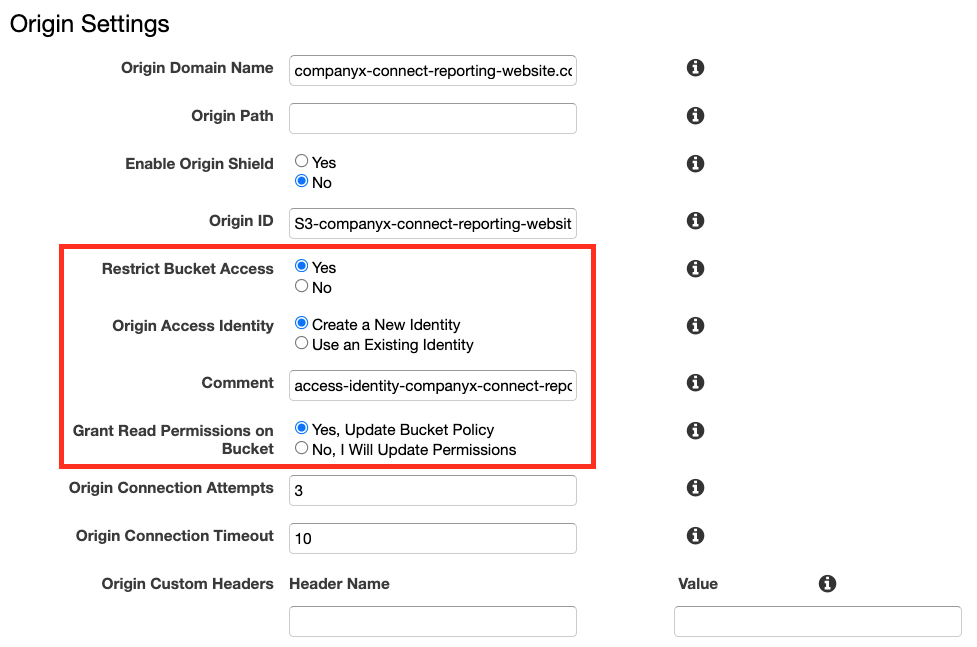 Origin Settings
Origin Domain Name companyx-connect-reporting-website.cc
Origin Path
Enable Origin Shield Yes
No
Origin ID S3-companyx-connect-reporting-websit
Restrict Bucket Access Yes
No
Origin Access Identity Create a New Identity
Use an Existing Identity
Comment access-identity-companyx-connect-repo
Grant Read Permissions on Yes, Update Bucket Policy
Bucket No, I Will Update Permissions
Origin Connection Attempts 3
Origin Connection Timeout 10
Origin Custom Headers Header Name Value